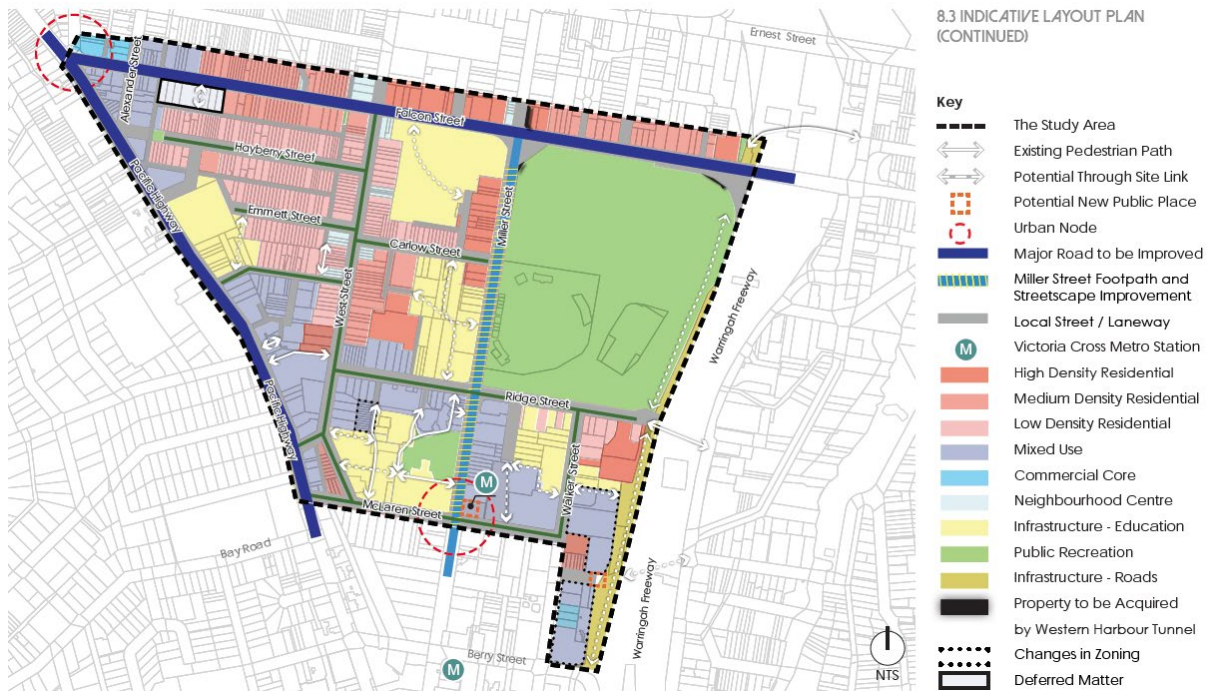 8.3 INDICATIVE LAYOUT PLAN
(CONTINUED)
Key
The Study Area
Existing Pedestrian Path
Potential Through Site Link
Potential New Public Place
Urban Node
Major Road to be Improved
Miller Street Footpath and
Streetscape Improvement
Local Street / Laneway
M
Victoria Cross Metro Station
High Density Residential
Medium Density Residential
Low Density Residential
Mixed Use
Commercial Core
Neighbourhood Centre
Infrastructure - Education
Public Recreation
Infrastructure - Roads
Property to be Acquired
by Western Harbour Tunnel
Changes in Zoning
Deferred Matter
Ernest Street
Alexander Street
Falcon Street
Hayberry Street
Pacific Highway
Emmett Street
Carlow Street
Miller Street
West Street
Warringah Freeway
Pacific Highway
Ridge Street
Walker Street
M
McLaren Street
Bay Road
Warringah Freeway
Berry Street
M
NTS